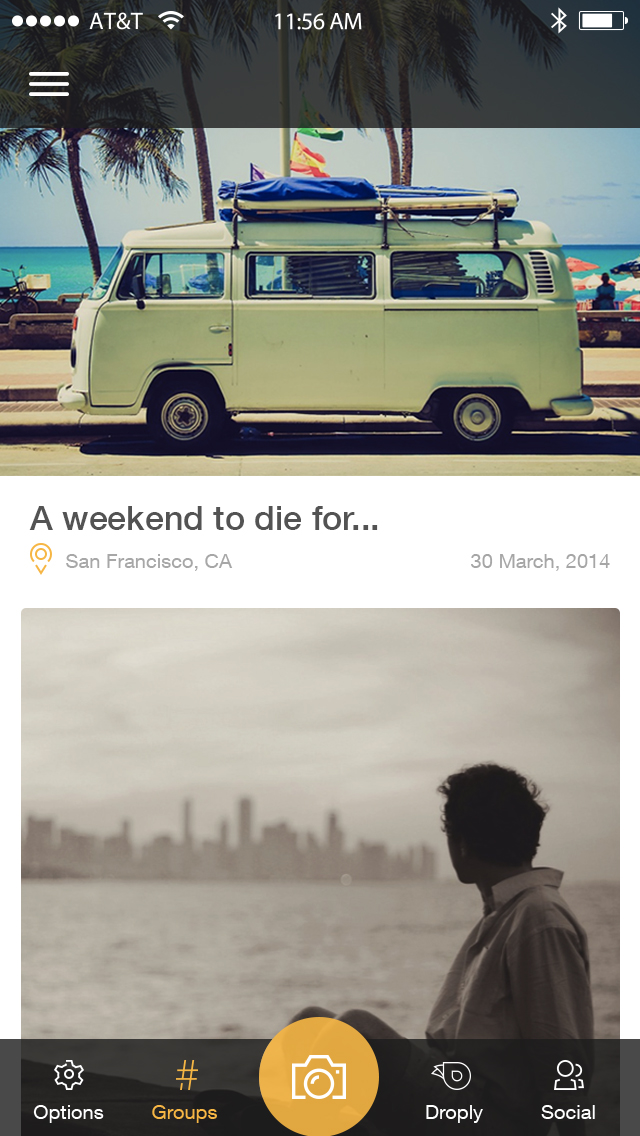 AT&T 11:56 AM
A weekend to die for...
San Francisco, CA 30 March, 2014
Options # Groups Droply Social